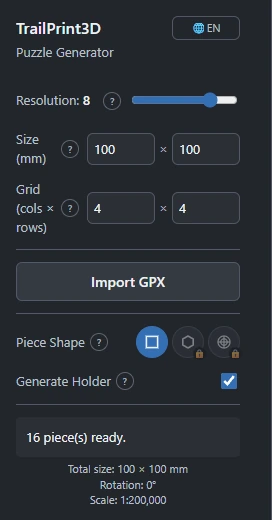 TrailPrint3D
🌐 EN
Puzzle Generator
Resolution: 8 ?
Size (mm) ? 100 × 100
Grid (cols × rows) ? 4 × 4
Import GPX
Piece Shape ?
Generate Holder ?
16 piece(s) ready.
Total size: 100 × 100 mm
Rotation: 0°
Scale: 1:200,000